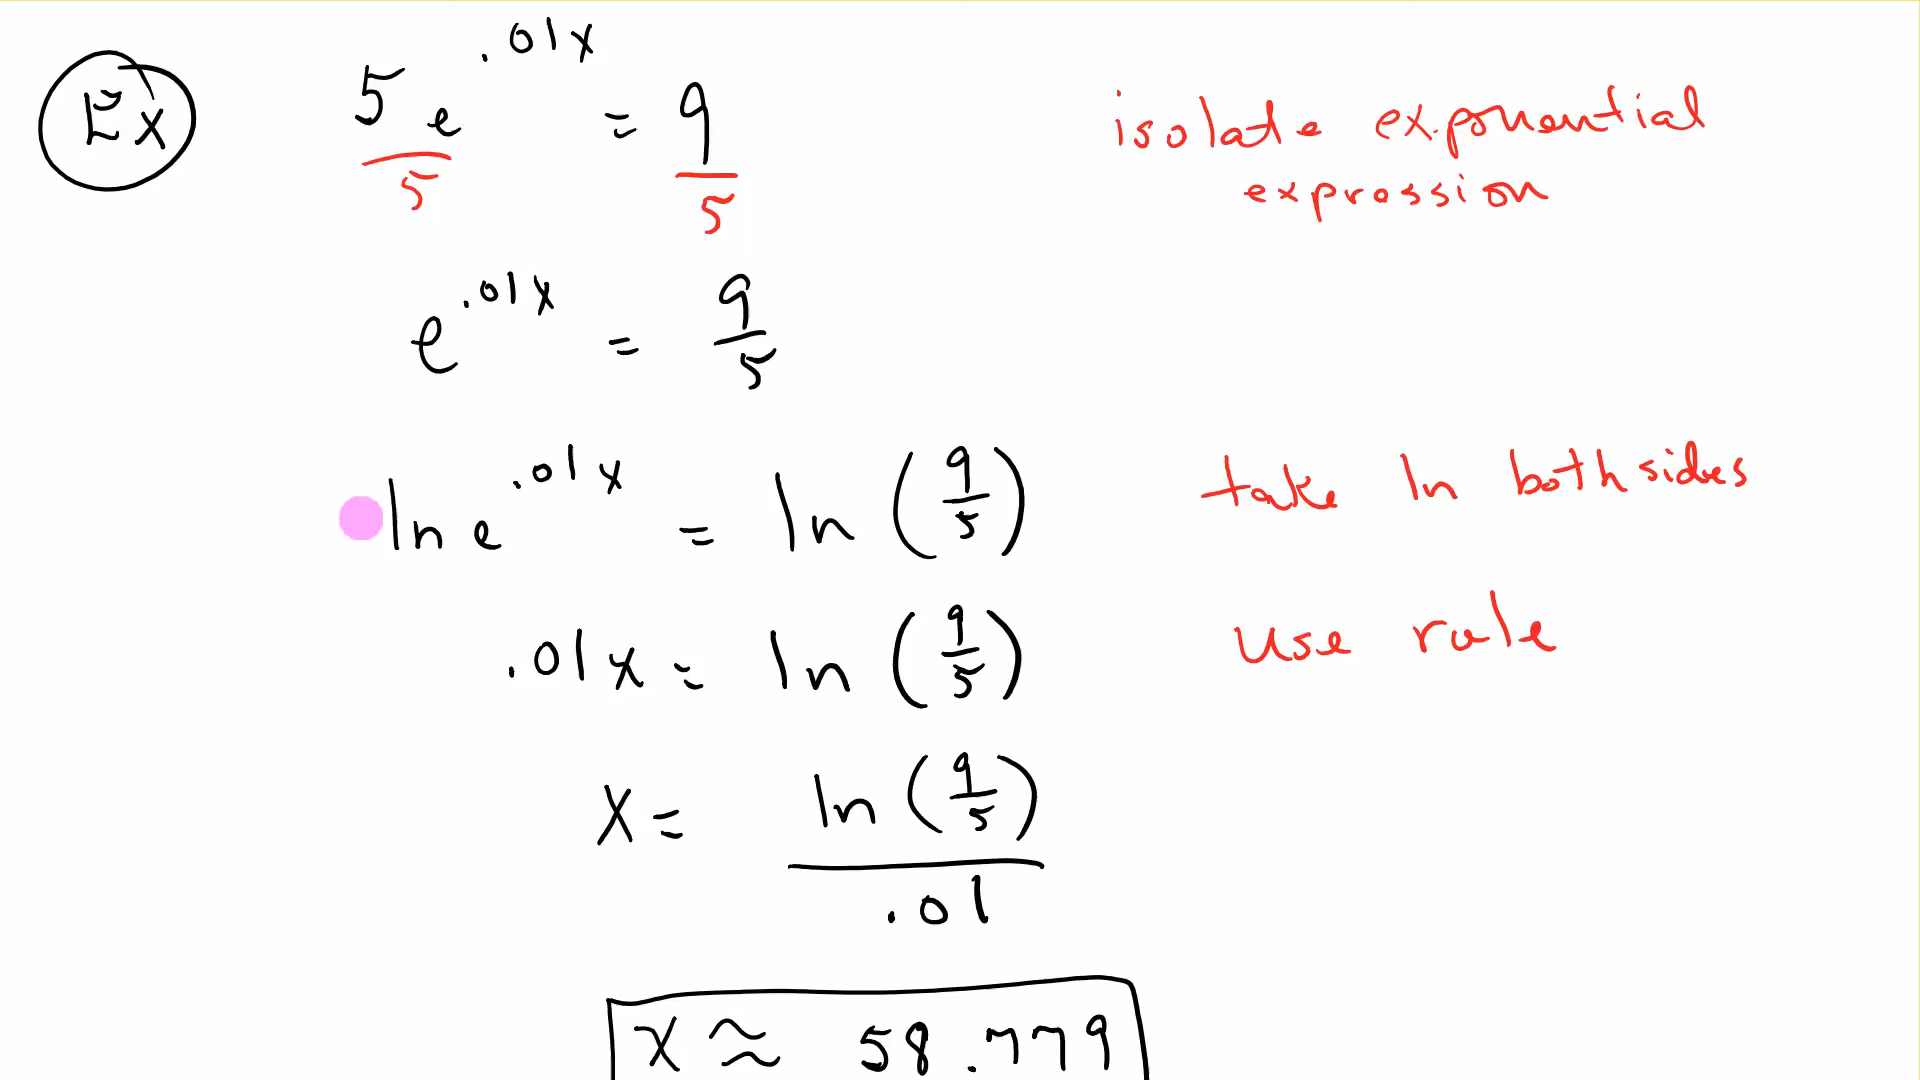 Ex
5e^.01x / 5 = 9 / 5
isolate exponential
expression
e^.01x = 9/5
ln e^.01x = ln (9/5)
take ln both sides
.01x = ln (9/5)
use rule
x = ln (9/5) / .01
x ≈ 58.779